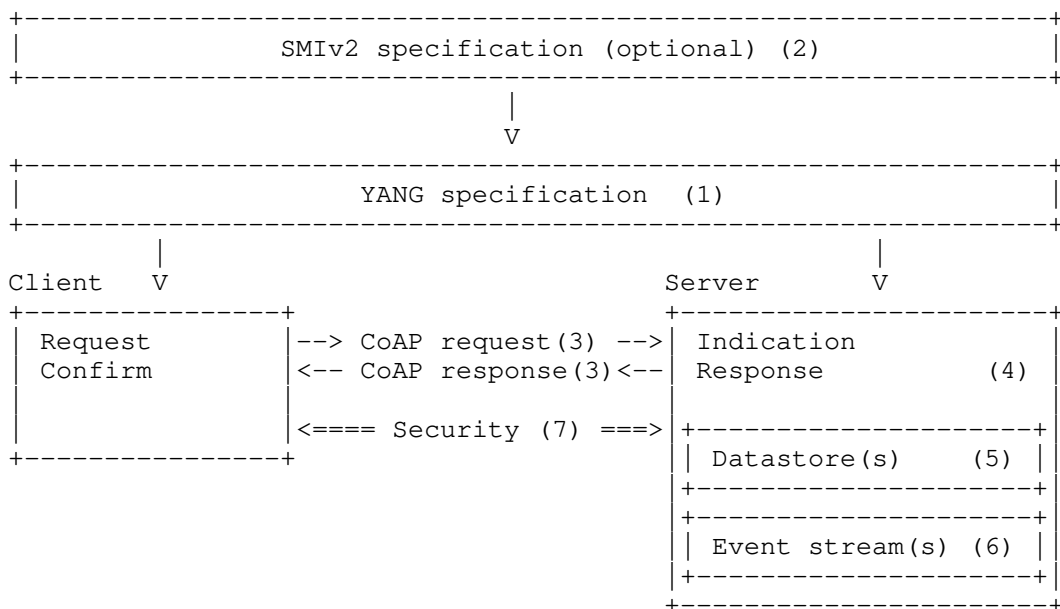 SMIv2 specification (optional) (2)
V
YANG specification (1)
Client V Server V
Request --> CoAP request(3) --> Indication
Confirm <-- CoAP response(3)<-- Response (4)
<==== Security (7) ===>
Datastore(s) (5)
Event stream(s) (6)